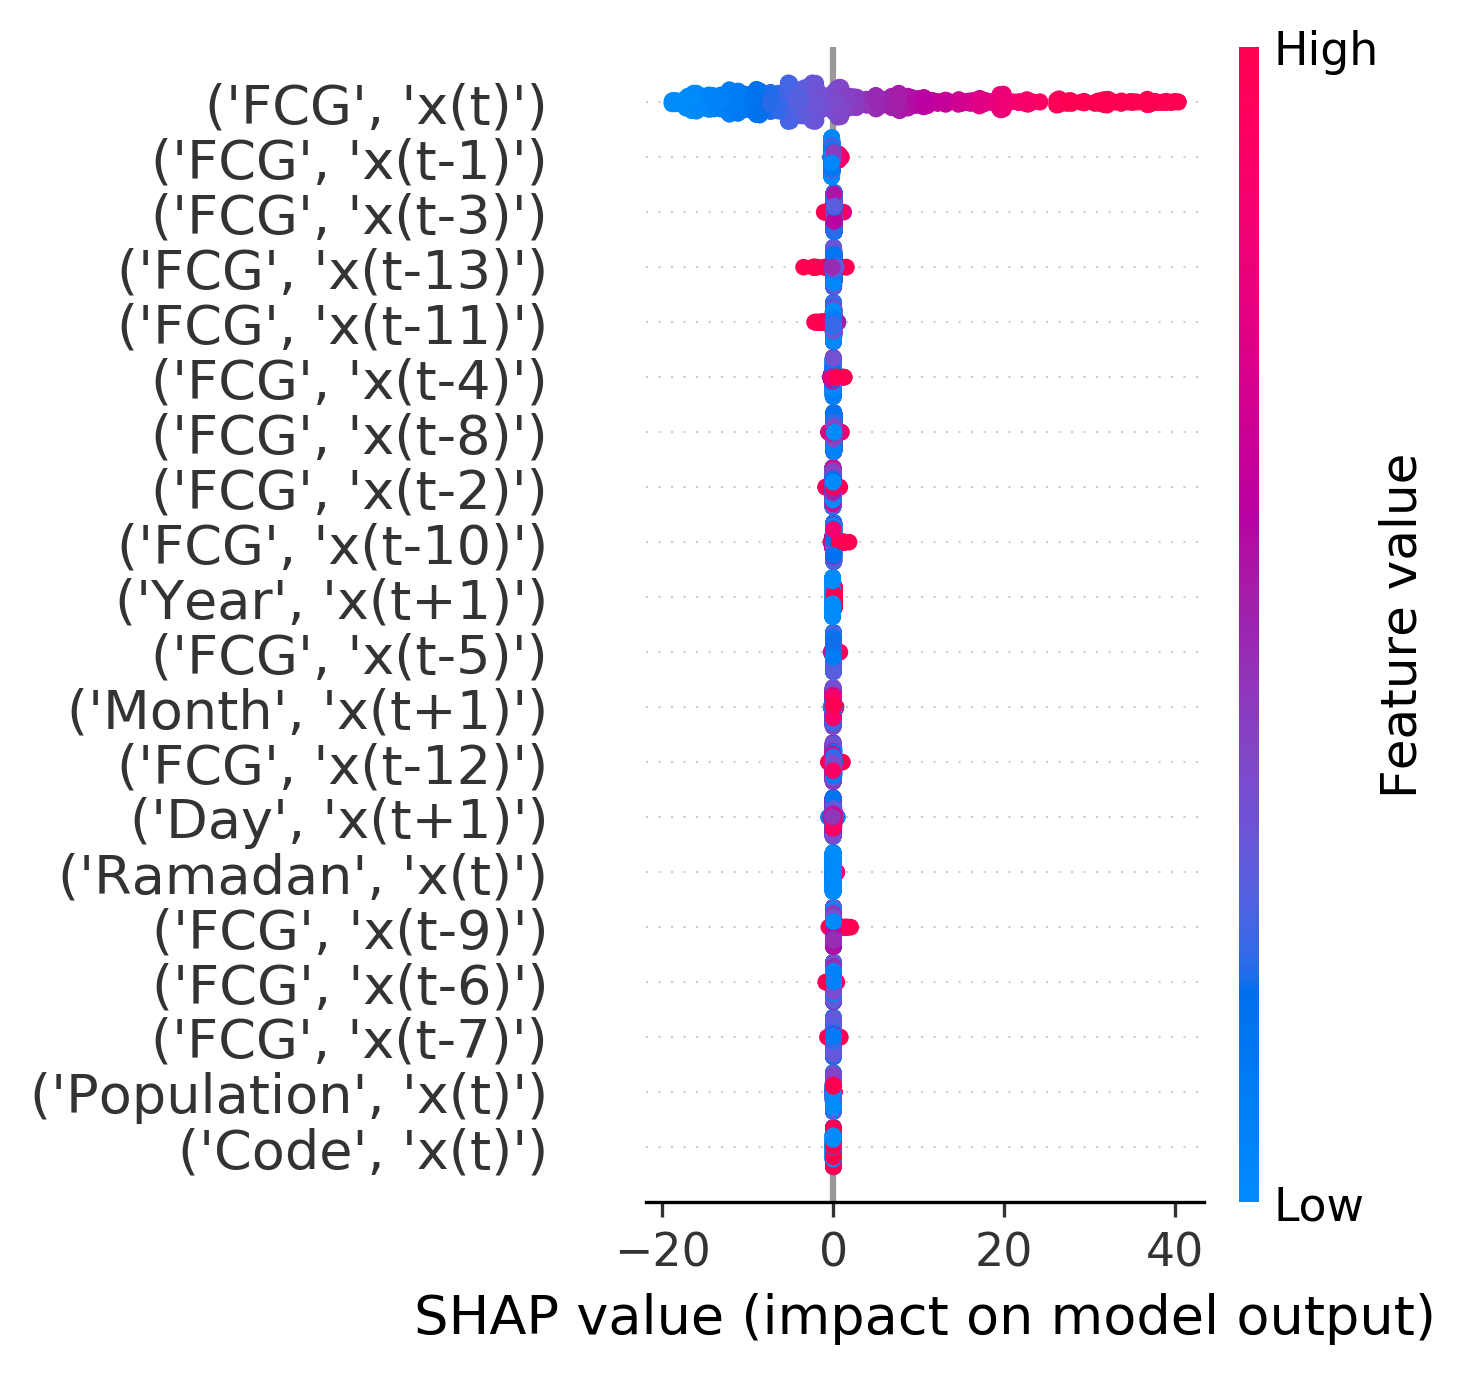 High
('FCG', 'x(t)')
('FCG', 'x(t-1)')
('FCG', 'x(t-3)')
('FCG', 'x(t-13)')
('FCG', 'x(t-11)')
('FCG', 'x(t-4)')
('FCG', 'x(t-8)')
('FCG', 'x(t-2)')
('FCG', 'x(t-10)')
('Year', 'x(t+1)')
('FCG', 'x(t-5)')
('Month', 'x(t+1)')
('FCG', 'x(t-12)')
('Day', 'x(t+1)')
('Ramadan', 'x(t)')
('FCG', 'x(t-9)')
('FCG', 'x(t-6)')
('FCG', 'x(t-7)')
('Population', 'x(t)')
('Code', 'x(t)')
Feature value
Low
−20 0 20 40
SHAP value (impact on model output)